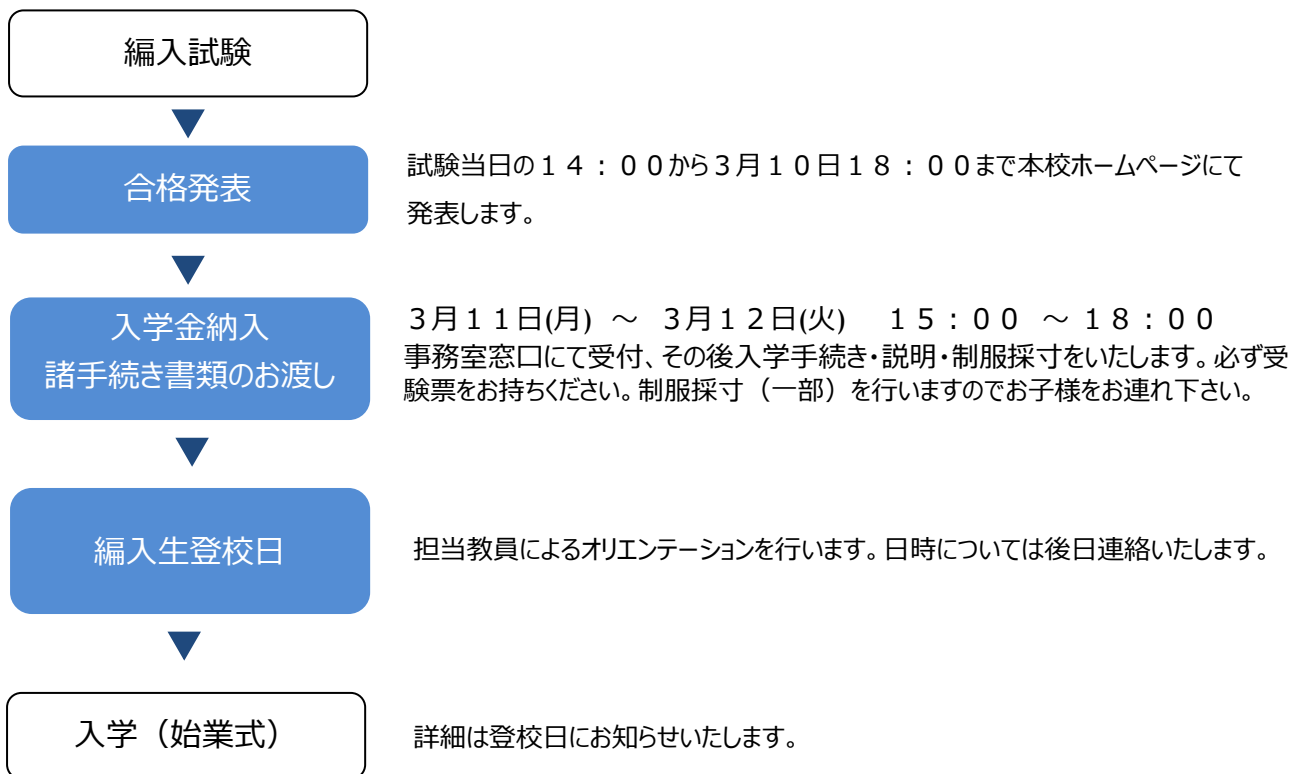 編入試験
合格発表
試験当日の１４：００から３月１０日１８：００まで本校ホームページにて
発表します。
入学金納入
諸手続き書類のお渡し
３月１１日(月) ～ ３月１２日(火) １５：００ ～１８：００
事務室窓口にて受付、その後入学手続き・説明・制服採寸をいたします。必ず受
験票をお持ちください。制服採寸（一部）を行いますのでお子様をお連れ下さい。
編入生登校日
担当教員によるオリエンテーションを行います。日時については後日連絡いたします。
入学（始業式）
詳細は登校日にお知らせいたします。